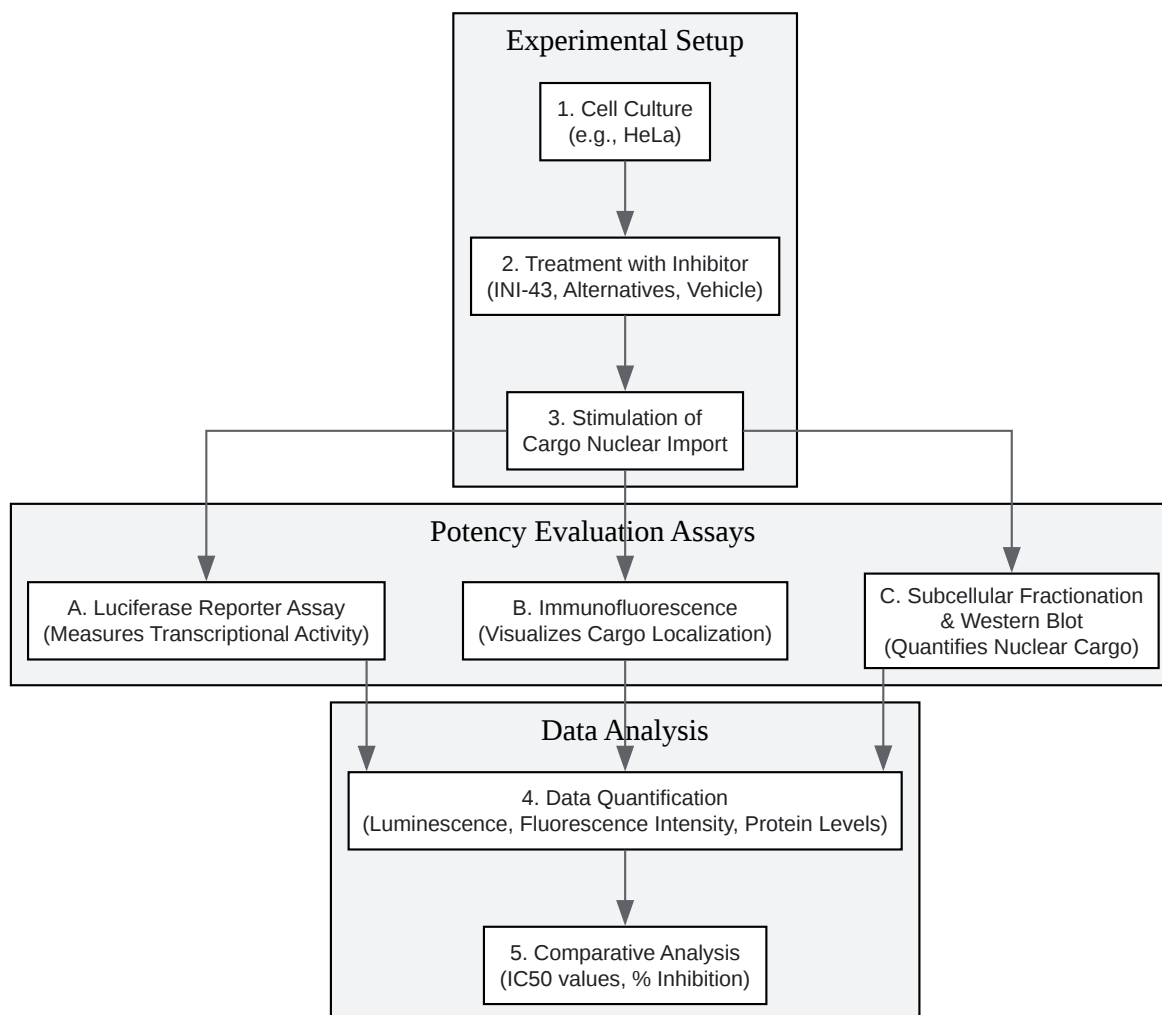 Experimental Setup
1. Cell Culture
(e.g., HeLa)
2. Treatment with Inhibitor
(INI-43, Alternatives, Vehicle)
3. Stimulation of
Cargo Nuclear Import
Potency Evaluation Assays
A. Luciferase Reporter Assay
(Measures Transcriptional Activity)
B. Immunofluorescence
(Visualizes Cargo Localization)
C. Subcellular Fractionation
& Western Blot
(Quantifies Nuclear Cargo)
Data Analysis
4. Data Quantification
(Luminescence, Fluorescence Intensity, Protein Levels)
5. Comparative Analysis
(IC50 values, % Inhibition)